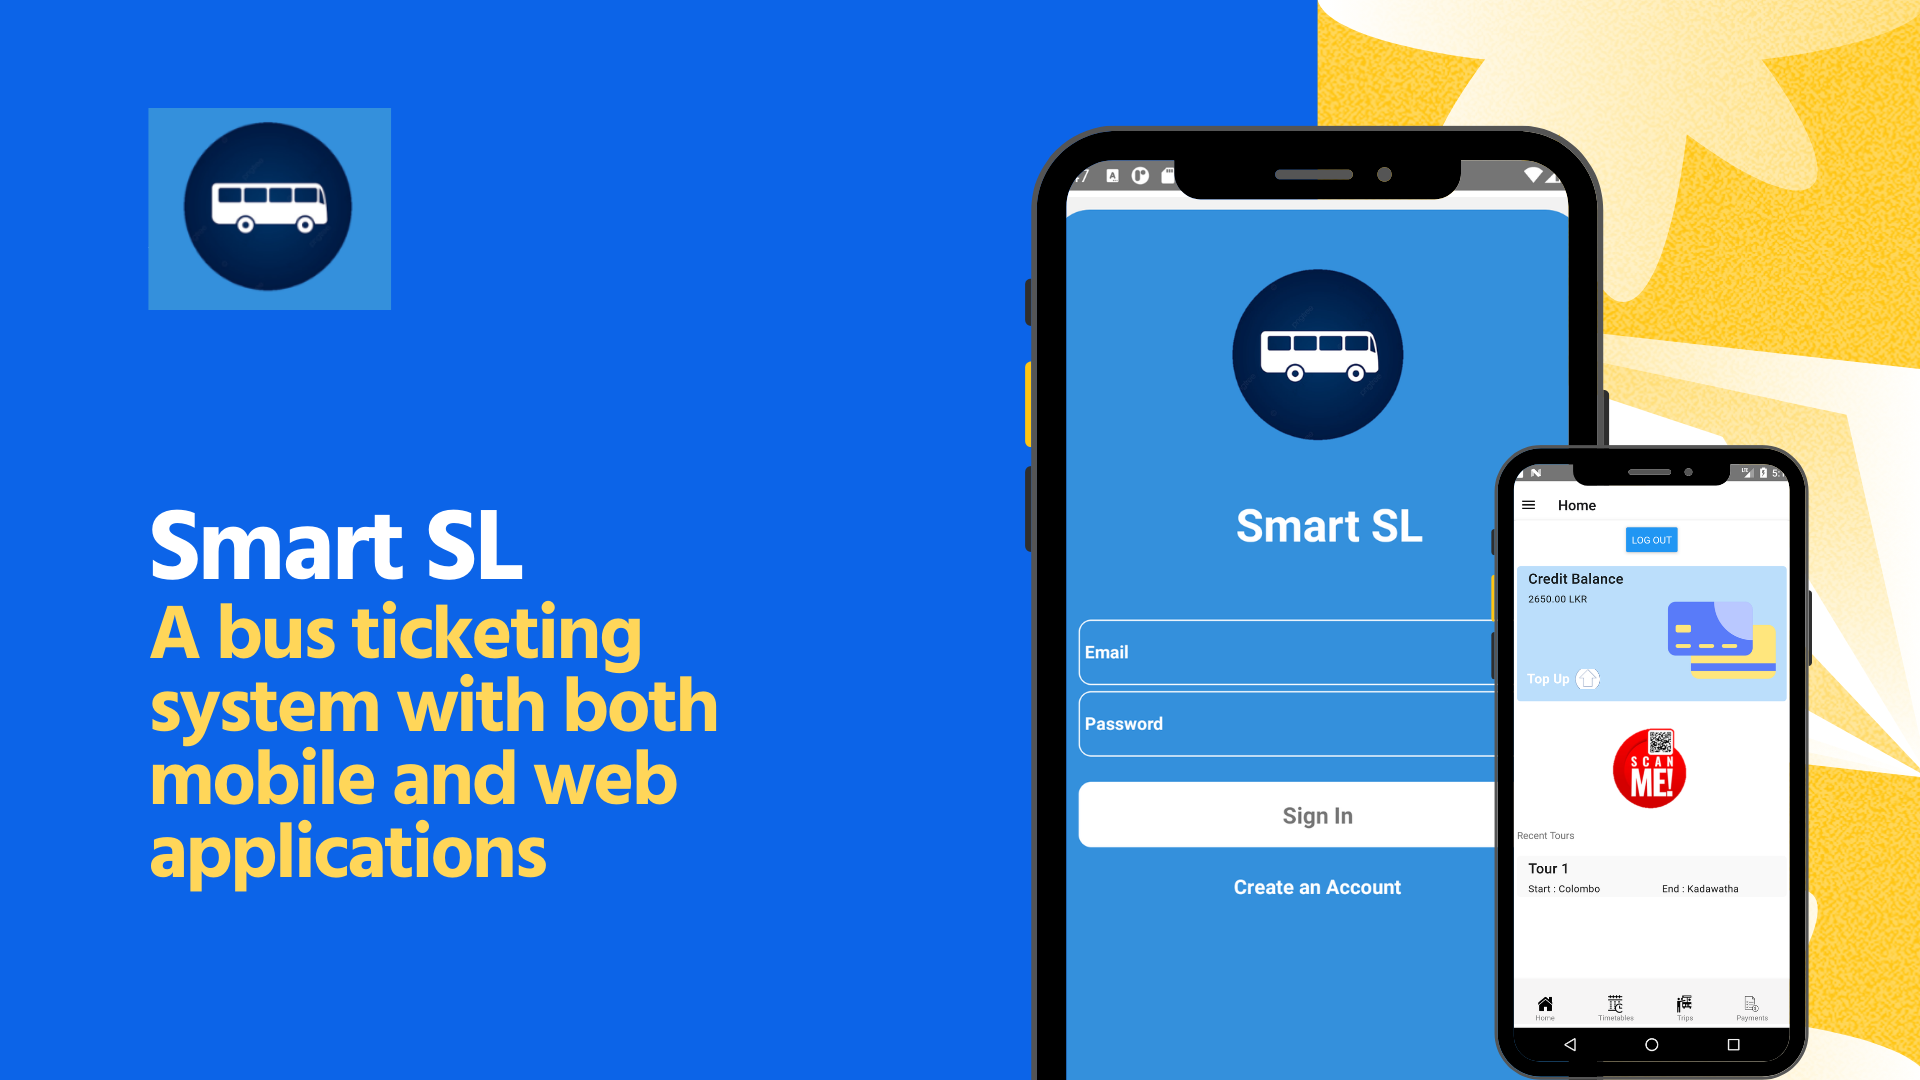 Smart SL
A bus ticketing
system with both
mobile and web
applications
Smart SL
Email
Password
Sign In
Create an Account
Home
LOG OUT
Credit Balance
2650.00 LKR
Top Up
SCAN
ME!
Recent Tours
Tour 1
Start : Colombo End : Kadawatha
Home Timetables Trips Payments